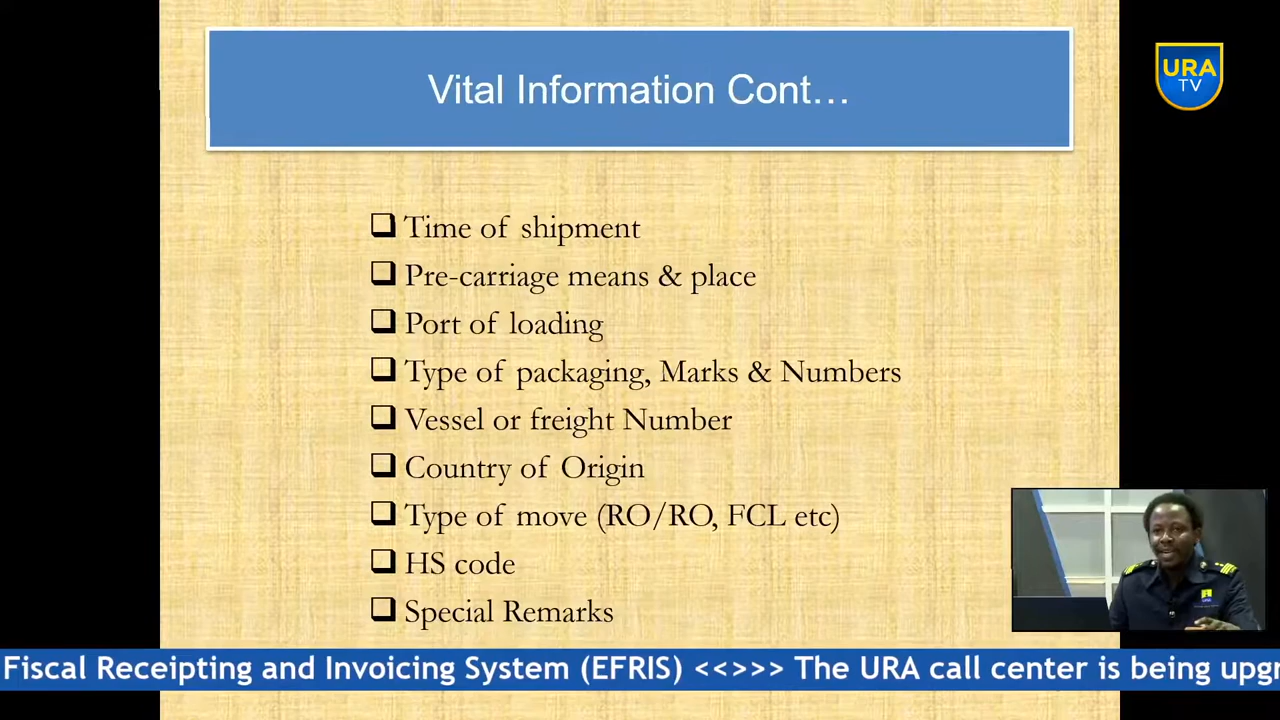 Vital Information Cont...
URA
TV
Time of shipment
Pre-carriage means & place
Port of loading
Type of packaging, Marks & Numbers
Vessel or freight Number
Country of Origin
Type of move (RO/RO, FCL etc)
HS code
Special Remarks
Fiscal Receipting and Invoicing System (EFRIS) <<>>> The URA call center is being upgr